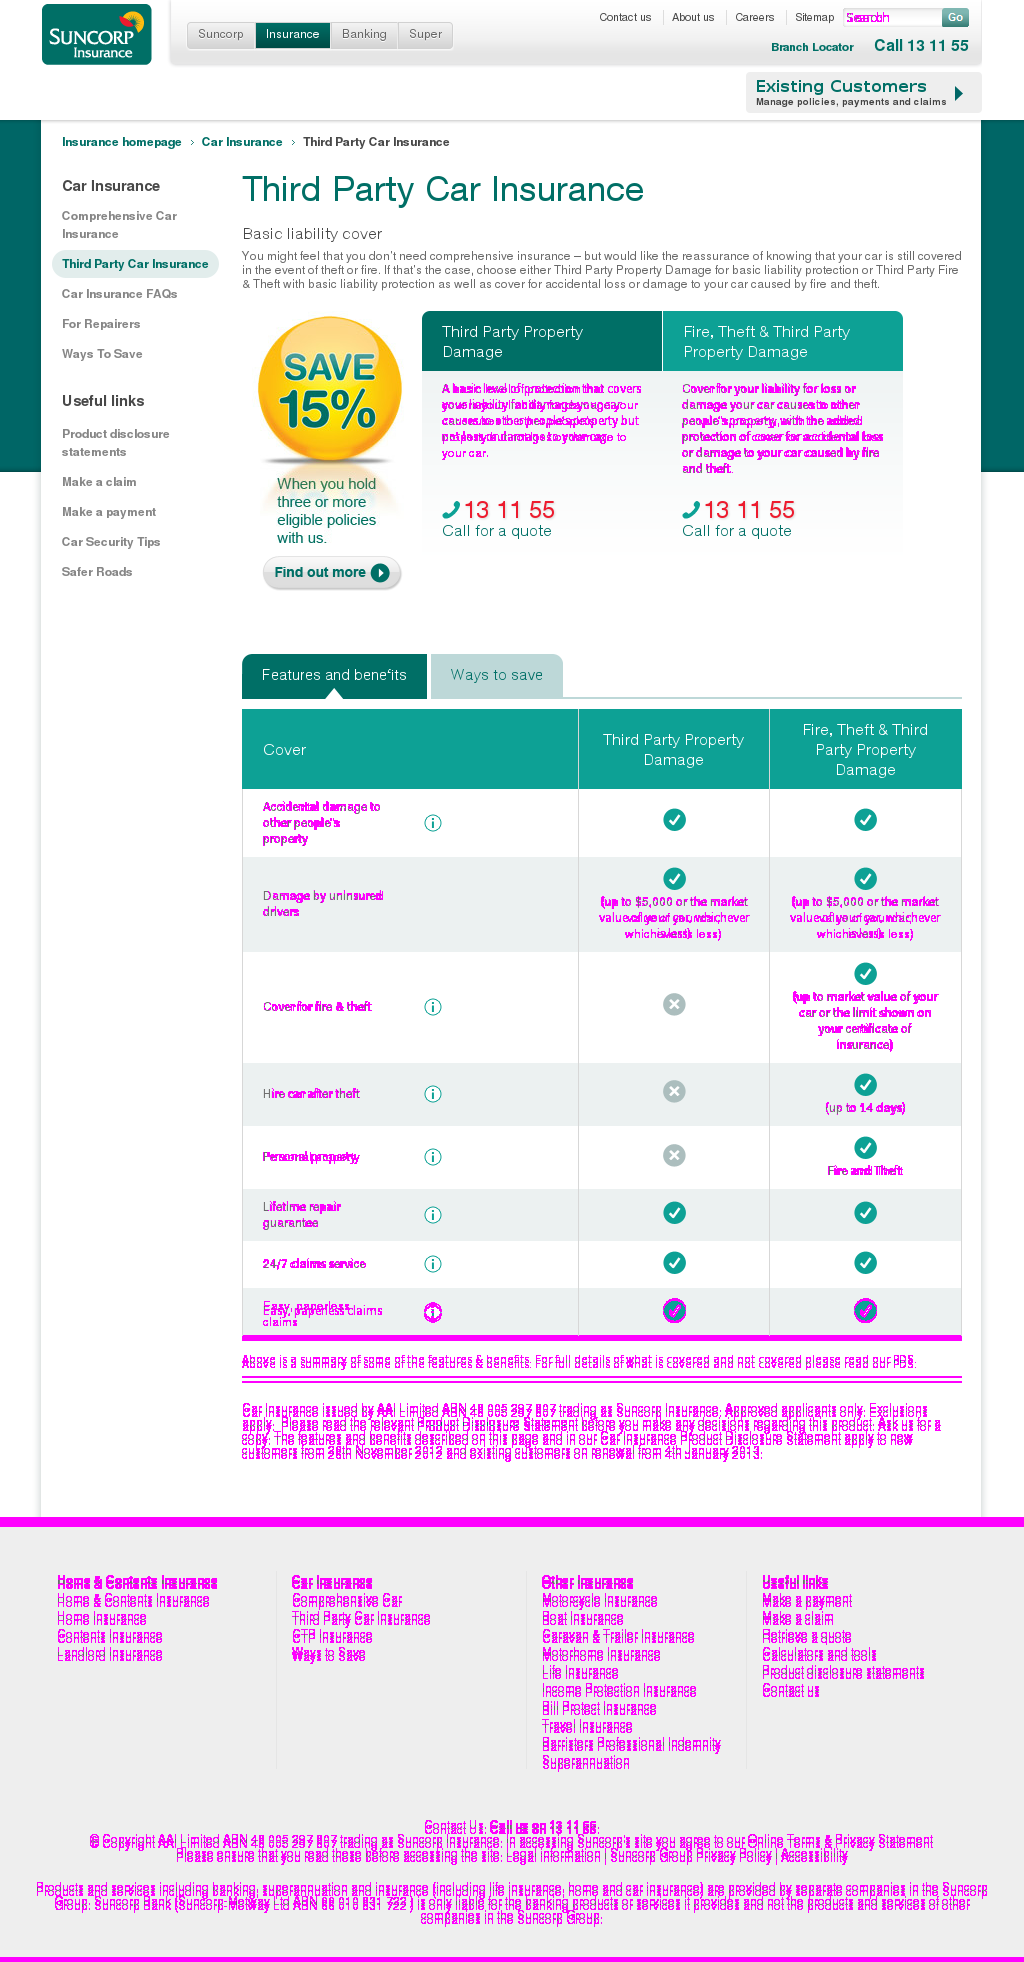 SUNCORP
Insurance
Suncorp
Insurance
Banking
Super
Contact us
About us
Careers
Sitemap
Search
Go
Branch Locator
Call 13 11 55
Existing Customers
Manage policies, payments and claims
Insurance homepage
Car Insurance
Third Party Car Insurance
Car Insurance
Comprehensive Car
Insurance
Third Party Car Insurance
Car Insurance FAQs
For Repairers
Ways To Save
Useful links
Product disclosure
statements
Make a claim
Make a payment
Car Security Tips
Safer Roads
Third Party Car Insurance
Basic liability cover
You might feel that you don't need comprehensive insurance – but would like the reassurance of knowing that your car is still covered
in the event of theft or fire. If that's the case, choose either Third Party Property Damage for basic liability protection or Third Party Fire
& Theft with basic liability protection as well as cover for accidental loss or damage to your car caused by fire and theft.
SAVE
15%
When you hold
three or more
eligible policies
with us.
Find out more
Third Party Property
Damage
A basic level of protection that covers
your liability for damage your
car causes to other people's property but
not loss or damage to
your car.
13 11 55
Call for a quote
Fire, Theft & Third Party
Property Damage
Cover for your liability for loss or
damage your car causes to other
people's property, with the added
protection of cover for accidental loss
or damage to your car caused by fire
and theft.
13 11 55
Call for a quote
Features and benefits
Ways to save
Cover
Third Party Property
Damage
Fire, Theft & Third
Party Property
Damage
Accidental damage to
other people's
property
Damage by uninsured
drivers
(up to $5,000 or the market
value of your car, whichever
is less)
(up to $5,000 or the market
value of your car, whichever
is less)
Cover for fire & theft
(up to market value of your
car or the limit shown on
your certificate of
insurance)
Hire car after theft
(up to 14 days)
Personal property
Fire and Theft
Lifetime repair
guarantee
24/7 claims service
Easy, paperless claims
Above is a summary of some of the features & benefits. For full details of what is covered and not covered please read our PDS.
Car Insurance issued by AAI Limited ABN 48 005 297 807 trading as Suncorp Insurance. Approved applicants only. Exclusions
apply. Please read the relevant Product Disclosure Statement before you make any decisions regarding this product. Ask us for a
copy. The features and benefits described on this page and in our Car Insurance Product Disclosure Statement apply to new
customers from 26th November 2012 and existing customers on renewal from 4th January 2013.
Home & Contents Insurance
Home & Contents Insurance
Home Insurance
Contents Insurance
Landlord Insurance
Car Insurance
Comprehensive Car
Third Party Car Insurance
CTP Insurance
Ways to Save
Other Insurance
Motorcycle Insurance
Boat Insurance
Caravan & Trailer Insurance
Motorhome Insurance
Life Insurance
Income Protection Insurance
Bill Protect Insurance
Travel Insurance
Barristers Professional Indemnity
Superannuation
Useful links
Make a payment
Make a claim
Retrieve a quote
Calculators and tools
Product disclosure statements
Contact us
Contact Us: Call us on 13 11 55.
© Copyright AAI Limited ABN 48 005 297 807 trading as Suncorp Insurance. In accessing Suncorp's site you agree to our Online Terms & Privacy Statement
Please ensure that you read these before accessing the site. Legal information | Suncorp Group Privacy Policy | Accessibility
Products and services including banking, superannuation and insurance (including life insurance, home and car insurance) are provided by separate companies in the Suncorp
Group. Suncorp Bank (Suncorp-Metway Ltd ABN 66 010 831 722 ) is only liable for the banking products or services it provides and not the products and services of other
companies in the Suncorp Group.